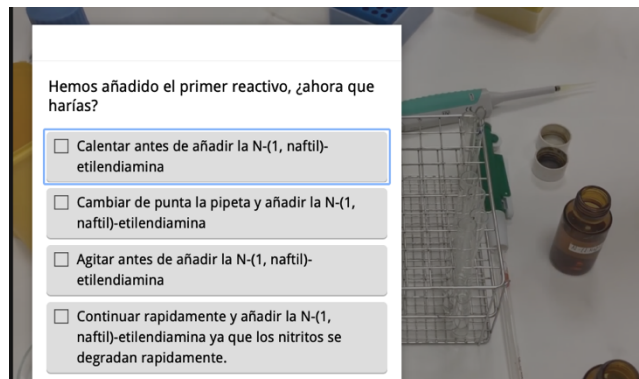 Hemos añadido el primer reactivo, ¿ahora que
harías?
Calentar antes de añadir la N-(1, naftil)-
etilendiamina
Cambiar de punta la pipeta y añadir la N-(1,
naftil)-etilendiamina
Agitar antes de añadir la N-(1, naftil)-
etilendiamina
Continuar rapidamente y añadir la N-(1,
naftil)-etilendiamina ya que los nitritos se
degradan rapidamente.